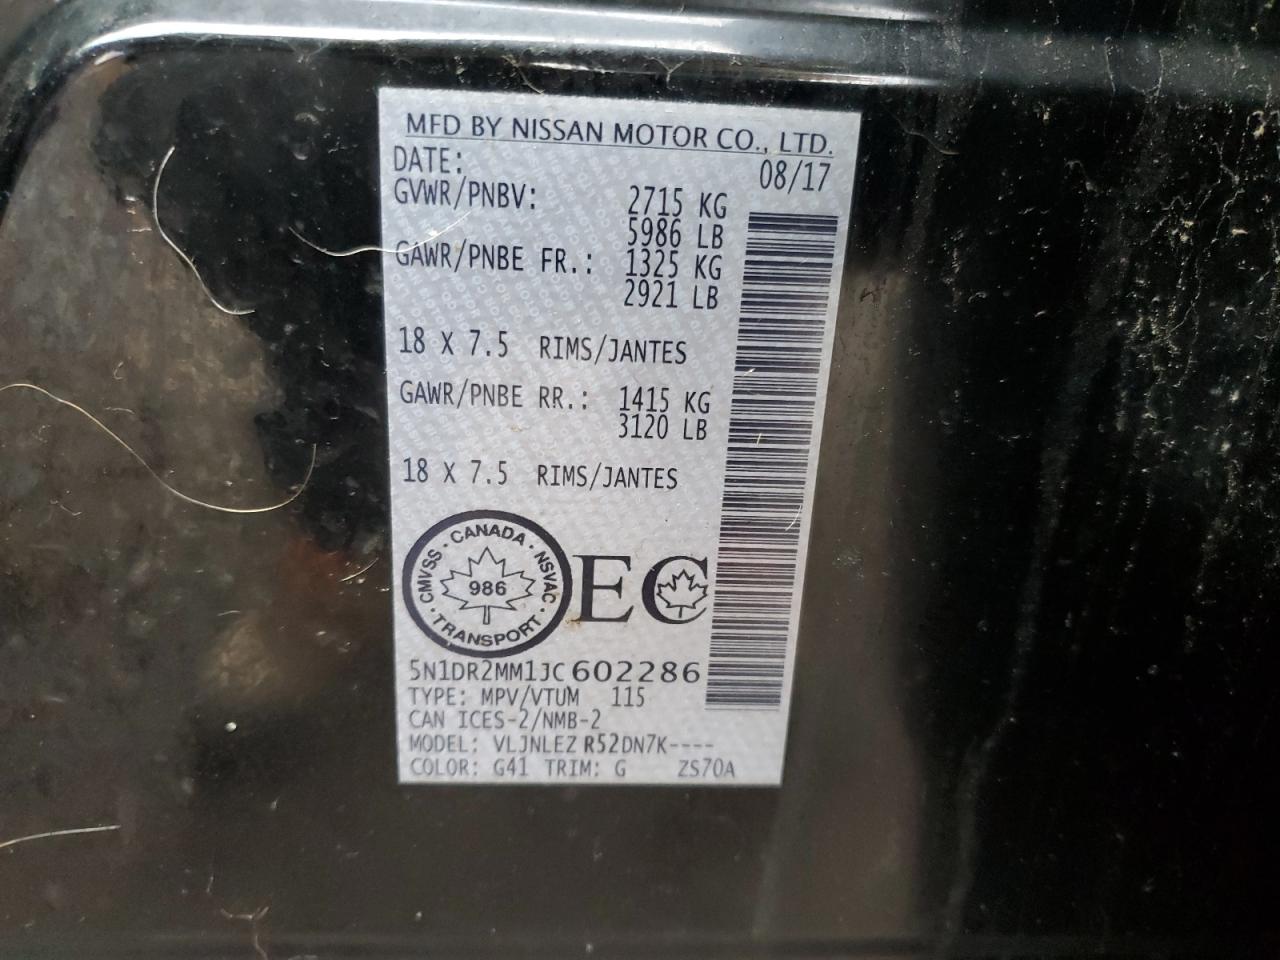 MFD BY NISSAN MOTOR CO., LTD.
DATE: 08/17
GVWR/PNBV: 2715 KG
5986 LB
GAWR/PNBE FR.: 1325 KG
2921 LB
18 X 7.5 RIMS/JANTES
GAWR/PNBE RR.: 1415 KG
3120 LB
18 X 7.5 RIMS/JANTES
CMVSS · CANADA · NSVAC · TRANSPORT ·
986
EC
5N1DR2MM1JC602286
TYPE: MPV/VTUM 115
CAN ICES-2/NMB-2
MODEL: VLJNLEZ R52DN7K----
COLOR: G41 TRIM: G ZS70A